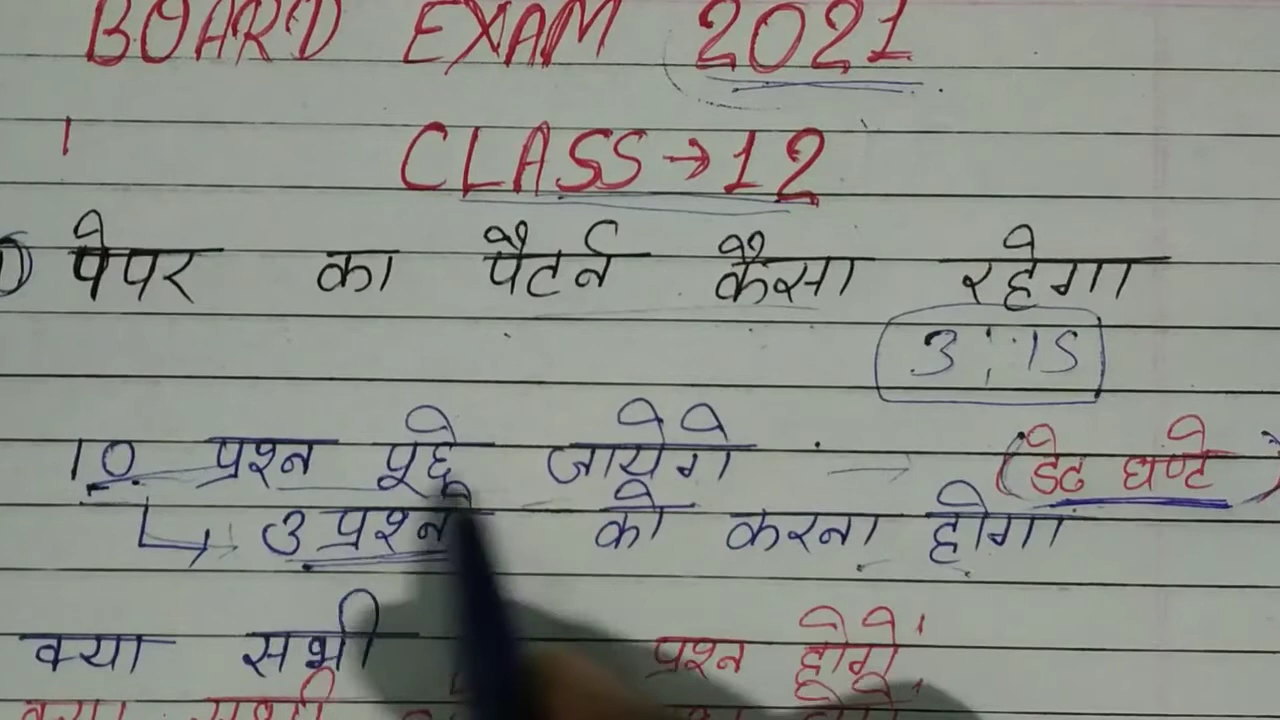 BOARD EXAM 2021
CLASS→12
1) पेपर का पैटर्न कैसा रहेगा
3:15
10 प्रश्न पूछे जायेगे → (डेढ घण्टे)
↳ 3 प्रश्नो को करना होगा
क्या सभी प्रश्न होगे
क्या सभी